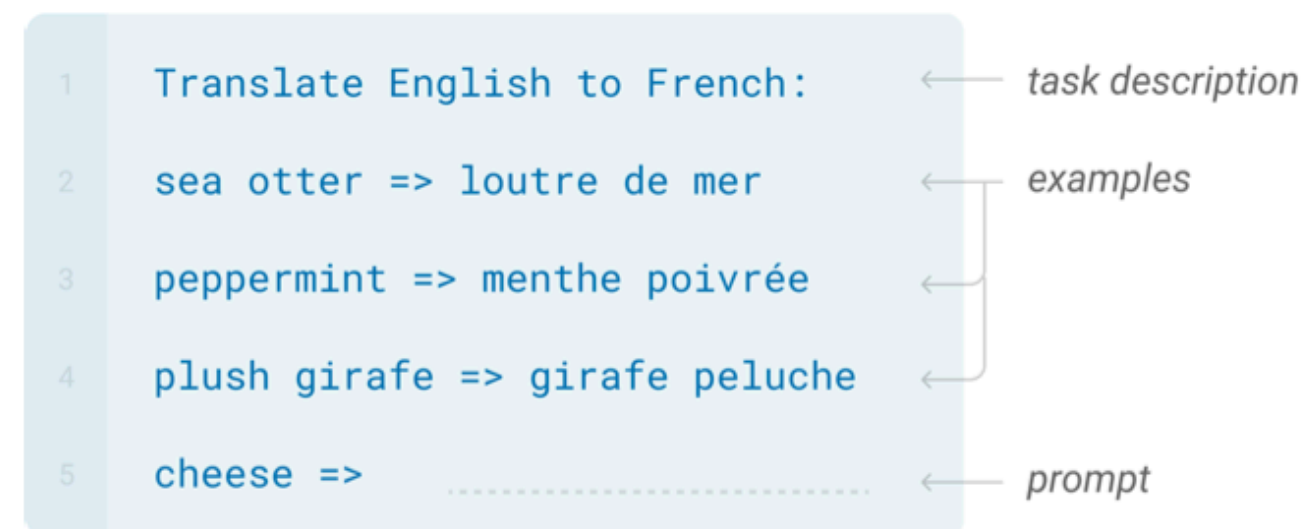 1 Translate English to French: task description
2 sea otter => loutre de mer examples
3 peppermint => menthe poivrée
4 plush girafe => girafe peluche
5 cheese => prompt